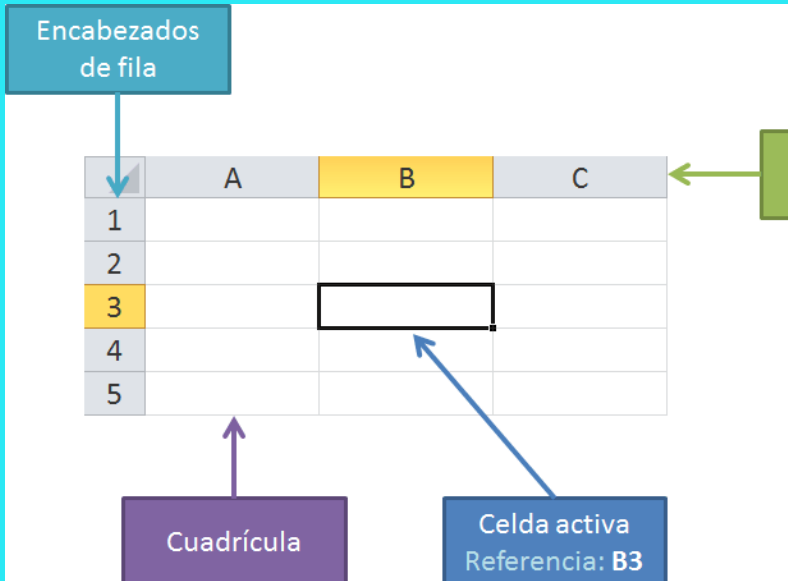 Encabezados
de fila
A B C
1
2
3
4
5
Cuadrícula
Celda activa
Referencia: B3